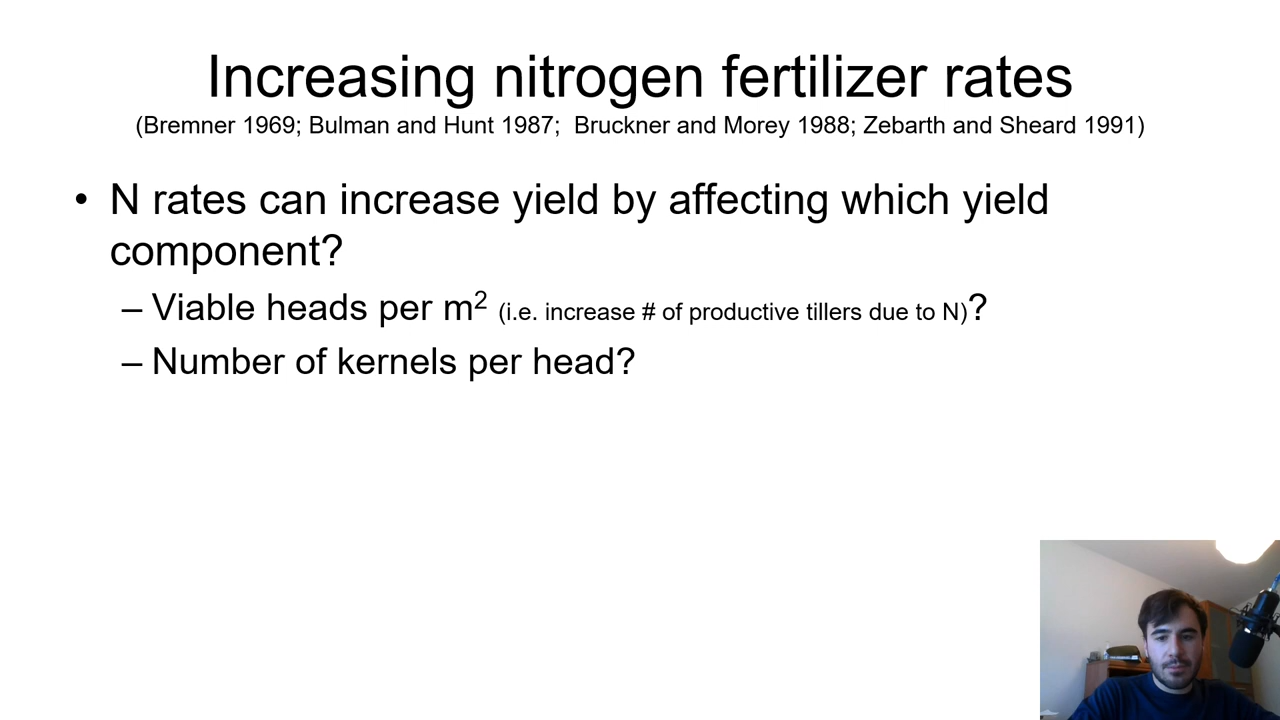 Increasing nitrogen fertilizer rates
(Bremner 1969; Bulman and Hunt 1987;  Bruckner and Morey 1988; Zebarth and Sheard 1991)
• N rates can increase yield by affecting which yield
component?
– Viable heads per m² (i.e. increase # of productive tillers due to N)?
– Number of kernels per head?